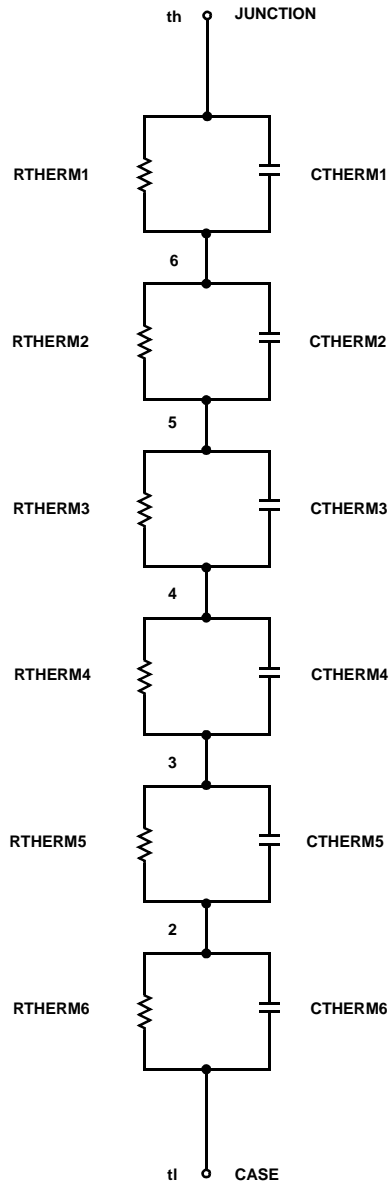 th JUNCTION
RTHERM1 CTHERM1
6
RTHERM2 CTHERM2
5
RTHERM3 CTHERM3
4
RTHERM4 CTHERM4
3
RTHERM5 CTHERM5
2
RTHERM6 CTHERM6
tl CASE